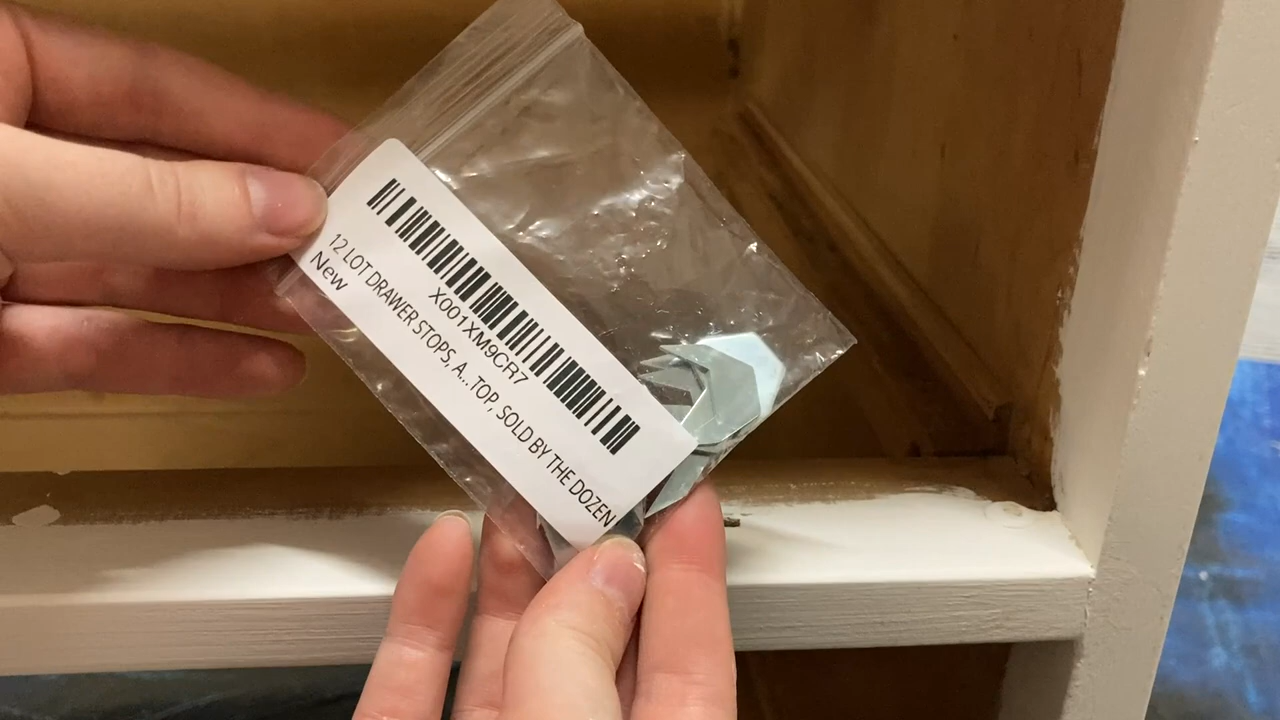 X001XM9CR7
12 LOT DRAWER STOPS, A...TOP, SOLD BY THE DOZEN
New